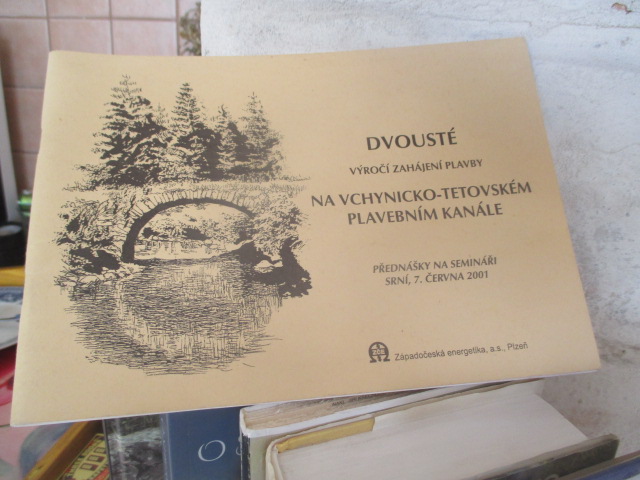 DVOUSTÉ
VÝROČÍ ZAHÁJENÍ PLAVBY
NA VCHYNICKO-TETOVSKÉM
PLAVEBNÍM KANÁLE
PŘEDNÁŠKY NA SEMINÁŘI
SRNÍ, 7. ČERVNA 2001
Západočeská energetika, a.s., Plzeň